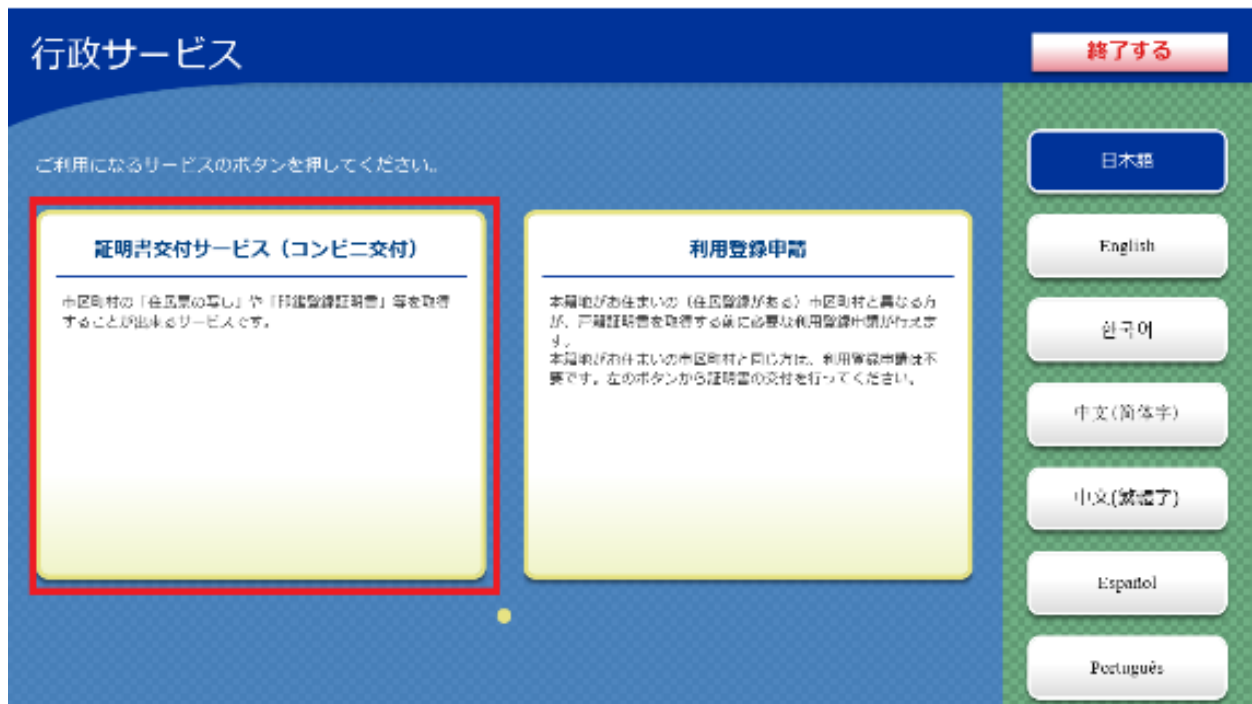 行政サービス
終了する
ご利用になるサービスのボタンを押してください。
証明書交付サービス（コンビニ交付）
市区町村の「住民票の写し」や「印鑑登録証明書」等を取得
することが出来るサービスです。
利用登録申請
本籍地がお住まいの（住民登録がある）市区町村と異なる方
が、戸籍証明書を取得する前に必要な利用登録申請が行えま
す。
本籍地がお住まいの市区町村と同じ方は、利用登録申請は不
要です。左のボタンから証明書の交付を行ってください。
日本語
English
한국어
中文(简体字)
中文(繁體字)
Español
Português